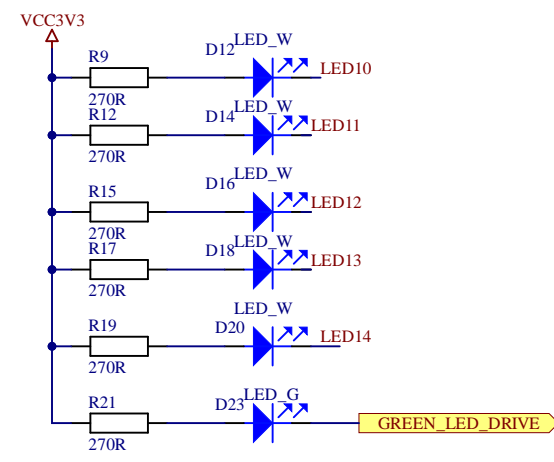 VCC3V3
R9
270R
D12
LED_W
LED10
R12
270R
D14
LED_W
LED11
R15
270R
D16
LED_W
LED12
R17
270R
D18
LED_W
LED13
R19
270R
D20
LED_W
LED14
R21
270R
D23
LED_G
GREEN_LED_DRIVE